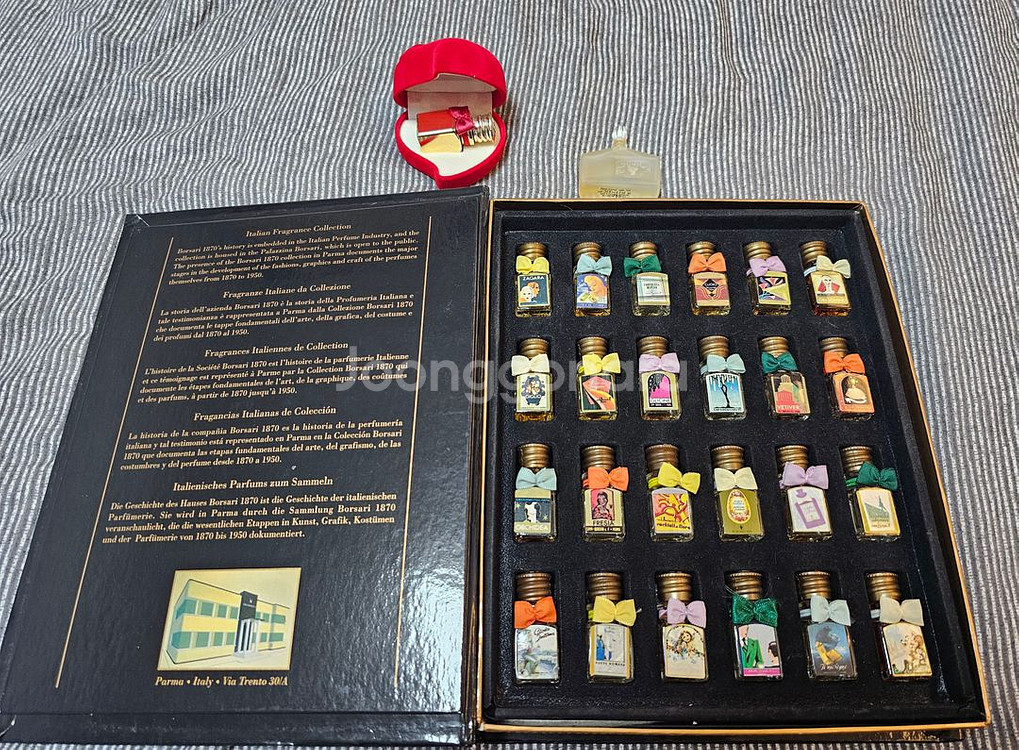 Italian Fragrance Collection
Borsari 1870's history is embedded in the Italian Perfume Industry, and the
collection is housed in the Palazzina Borsari, which is open to the public.
The presence of the Borsari 1870 collection in Parma documents the major
stages in the development of the fashions, graphics and craft of the perfumes
themselves from 1870 to 1950.
Fragranze Italiane da Collezione
La storia dell'azienda Borsari 1870 è la storia della Profumeria Italiana e
tale testimonianza è rappresentata a Parma dalla Collezione Borsari 1870
che documenta le tappe fondamentali dell'arte, della grafica, del costume e
dei profumi dal 1870 al 1950.
Fragrances Italiennes de Collection
L'histoire de la Société Borsari 1870 est l'histoire de la parfumerie Italienne
et ce témoignage est représenté à Parme par la Collection Borsari 1870 qui
documente les étapes fondamentales de l'art, de la graphique, des coûtumes
et des parfums, à partir de 1870 jusqu'à 1950.
Fragancias Italianas de Colección
La historia de la compañia Borsari 1870 es la historia de la perfumería
italiana y tal testimonio está representado en Parma en la Colección Borsari
1870 que documenta las etapas fundamentales del arte, del grafismo, de las
costumbres y del perfume desde 1870 a 1950.
Italienisches Parfums zum Sammeln
Die Geschichte des Hauses Borsari 1870 ist die Geschichte der italienischen
Parfümerie. Sie wird in Parma durch die Sammlung Borsari 1870
veranschaulicht, die die wesentlichen Etappen in Kunst, Grafik, Kostümen
und der Parfümerie von 1870 bis 1950 dokumentiert.
Parma • Italy • Via Trento 30/A
joonggonara
ZAGARA
VETIVER
ORCHIDEA
FRESIA